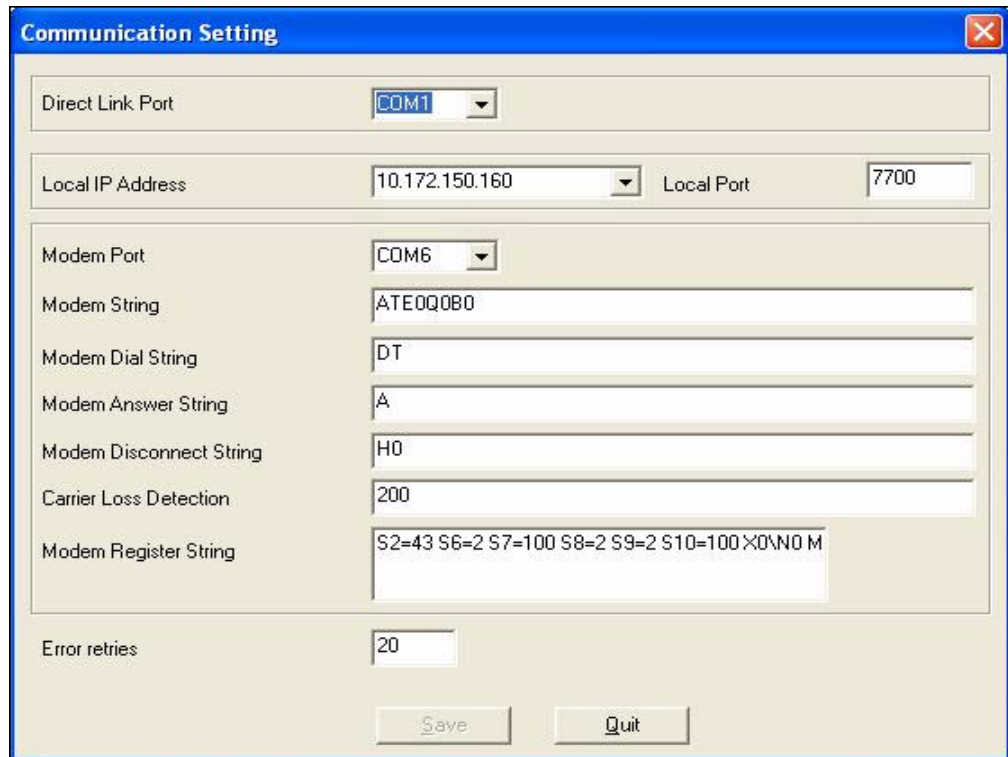 Communication Setting
Direct Link Port COM1
Local IP Address 10.172.150.160 Local Port 7700
Modem Port COM6
Modem String ATE0Q0B0
Modem Dial String DT
Modem Answer String A
Modem Disconnect String H0
Carrier Loss Detection 200
Modem Register String S2=43 S6=2 S7=100 S8=2 S9=2 S10=100 X0\N0 M
Error retries 20
Save Quit